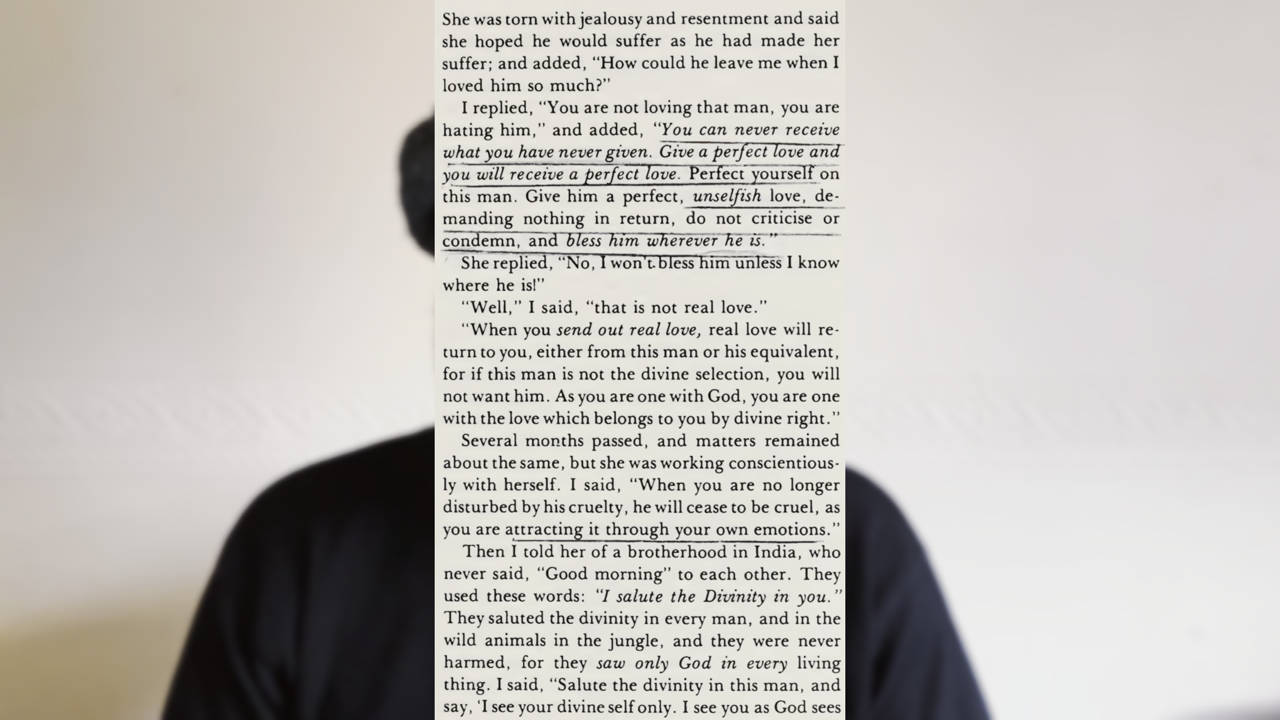 She was torn with jealousy and resentment and said
she hoped he would suffer as he had made her
suffer; and added, “How could he leave me when I
loved him so much?”
I replied, “You are not loving that man, you are
hating him,” and added, “You can never receive
what you have never given. Give a perfect love and
you will receive a perfect love. Perfect yourself on
this man. Give him a perfect, unselfish love, de-
manding nothing in return, do not criticise or
condemn, and bless him wherever he is.”
She replied, “No, I won't bless him unless I know
where he is!”
“Well,” I said, “that is not real love.”
“When you send out real love, real love will re-
turn to you, either from this man or his equivalent,
for if this man is not the divine selection, you will
not want him. As you are one with God, you are one
with the love which belongs to you by divine right.”
Several months passed, and matters remained
about the same, but she was working conscientious-
ly with herself. I said, “When you are no longer
disturbed by his cruelty, he will cease to be cruel, as
you are attracting it through your own emotions.”
Then I told her of a brotherhood in India, who
never said, “Good morning” to each other. They
used these words: “I salute the Divinity in you.”
They saluted the divinity in every man, and in the
wild animals in the jungle, and they were never
harmed, for they saw only God in every living
thing. I said, “Salute the divinity in this man, and
say, ‘I see your divine self only. I see you as God sees